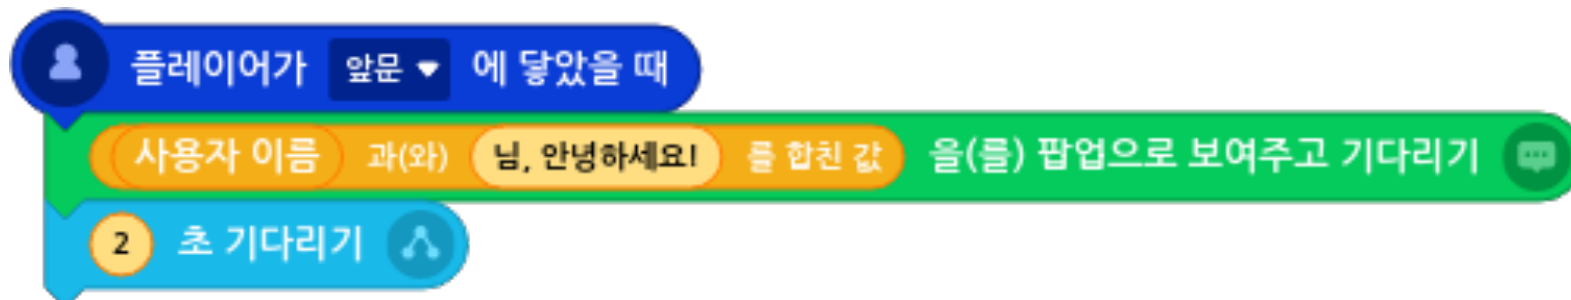 플레이어가 앞문 에 닿았을 때
사용자 이름 과(와) 님, 안녕하세요! 를 합친 값 을(를) 팝업으로 보여주고 기다리기
2 초 기다리기